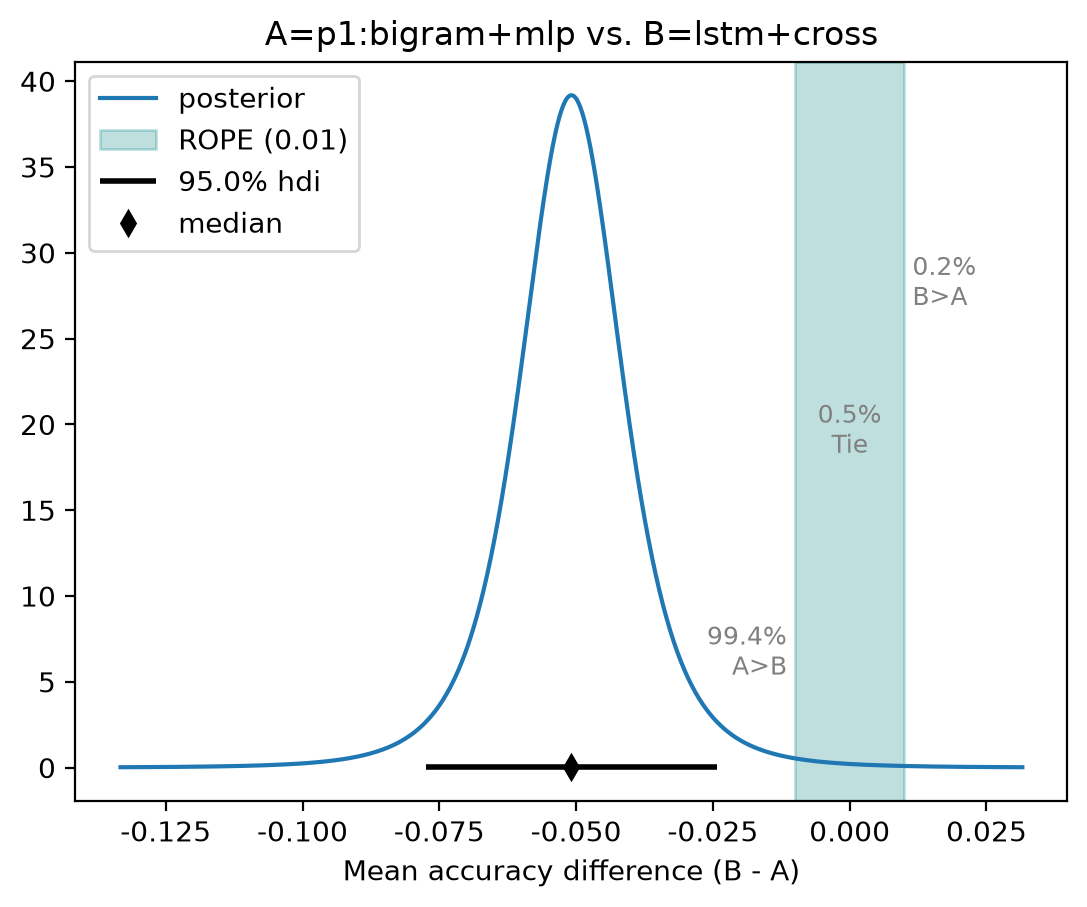 A=p1:bigram+mlp vs. B=lstm+cross
40
35
30
25
20
15
10
5
0
posterior
ROPE (0.01)
95.0% hdi
median
0.2%
B>A
0.5%
Tie
99.4%
A>B
-0.125 -0.100 -0.075 -0.050 -0.025 0.000 0.025
Mean accuracy difference (B - A)